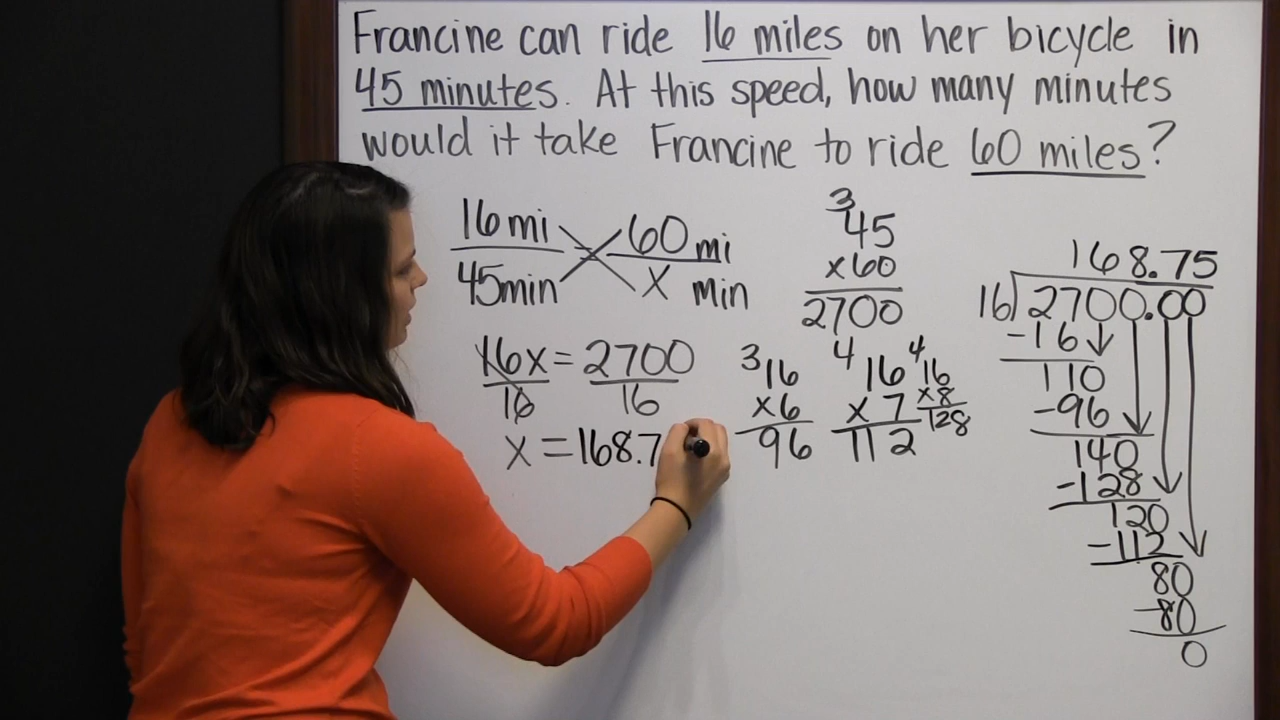 Francine can ride 16 miles on her bicycle in
45 minutes. At this speed, how many minutes
would it take Francine to ride 60 miles?
16 mi 60 mi
45 min x min
16x = 2700
16 16
x = 168.7
3
45
x60
2700
3
16
x6
96
4
16
x 7
112
4
16
x8
128
168.75
16)2700.00
-16
110
-96
140
-128
120
-112
80
-80
0